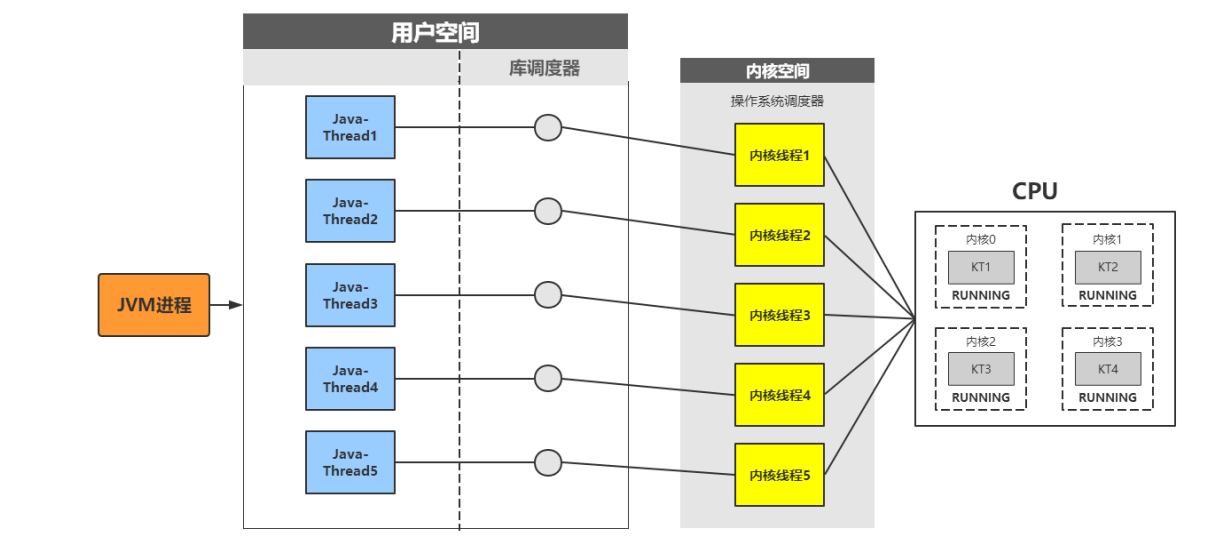 用户空间
库调度器
Java-
Thread1
Java-
Thread2
Java-
Thread3
Java-
Thread4
Java-
Thread5
JVM进程
内核空间
操作系统调度器
内核线程1
内核线程2
内核线程3
内核线程4
内核线程5
CPU
内核0
KT1
RUNNING
内核1
KT2
RUNNING
内核2
KT3
RUNNING
内核3
KT4
RUNNING